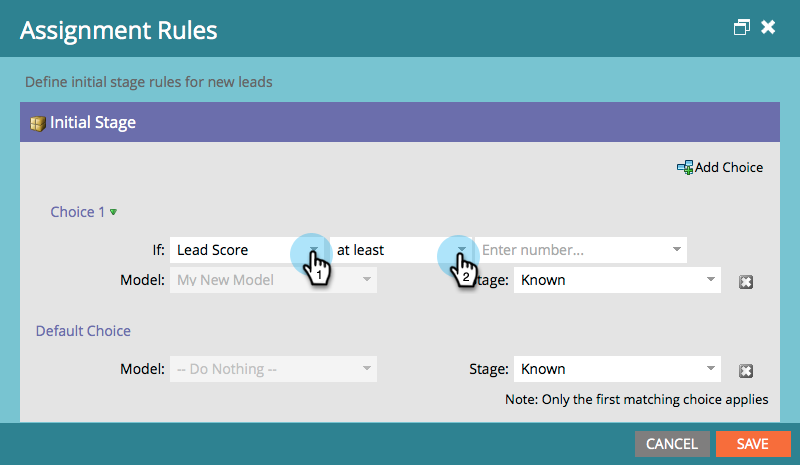 Assignment Rules
Define initial stage rules for new leads
Initial Stage
Add Choice
Choice 1
If: Lead Score at least Enter number...
1 2
Model: My New Model tage: Known
Default Choice
Model: -- Do Nothing -- Stage: Known
Note: Only the first matching choice applies
CANCEL SAVE